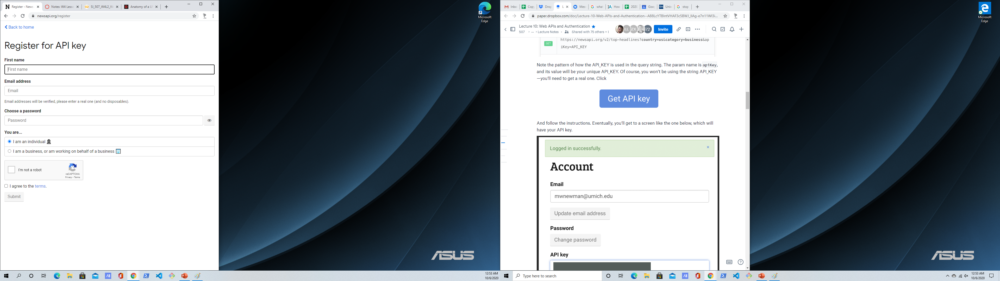 Register - News
Notes: W4 Lesso
SI_507_W4L2_W
Anatomy of a U
newsapi.org/register
Back to home
Register for API key
First name
First name
Email address
Email
Email addresses will be verified, please enter a real one (and no disposables).
Choose a password
Password
You are...
I am an individual
I am a business, or am working on behalf of a business
I'm not a robot
reCAPTCHA
Privacy - Terms
I agree to the terms.
Submit
Microsoft
Edge
ASUS
12:53 AM
10/6/2020
Inbo
Cop
Drop
L
Mes
what
IA
How
2020
Goo
Univ
stop
paper.dropbox.com/doc/Lecture-10-Web-APIs-and-Authentication--A88LcYTBIntVHAF3c5BWJ_IlAg-e7n11Wl3i...
Lecture 10: Web APIs and Authentication
507 › ... › Lecture Notes • Shared with 75 others + I
LL
ZX
72
Invite
GET
https://newsapi.org/v2/top-headlines?country=us&category=business&ap
iKey=API_KEY
Note the pattern of how the API_KEY is used in the query string. The param name is apiKey,
and its value will be your unique API_KEY. Of course, you won't be using the string API_KEY
—you'll need to get a real one. Click
Get API key
And follow the instructions. Eventually, you'll get to a screen like the one below, which will
have your API key.
Logged in successfully.
Account
Email
mwnewman@umich.edu
Update email address
Password
Change password
API key
Type here to search
Microsoft
Edge
ASUS
12:53 AM
10/6/2020